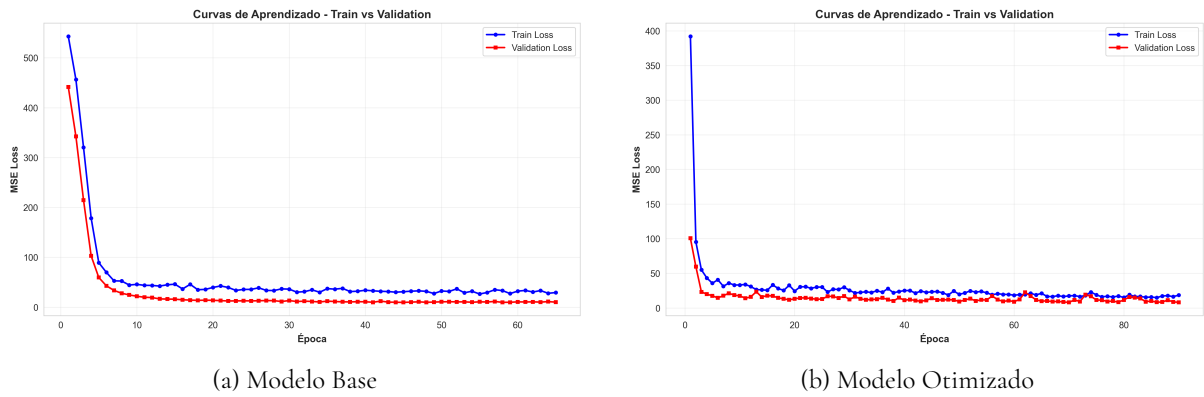 Curvas de Aprendizado - Train vs Validation
Train Loss
Validation Loss
500
400
300
200
100
0
MSE Loss
0 10 20 30 40 50 60
Época
(a) Modelo Base
Curvas de Aprendizado - Train vs Validation
Train Loss
Validation Loss
400
350
300
250
200
150
100
50
0
MSE Loss
0 20 40 60 80
Época
(b) Modelo Otimizado